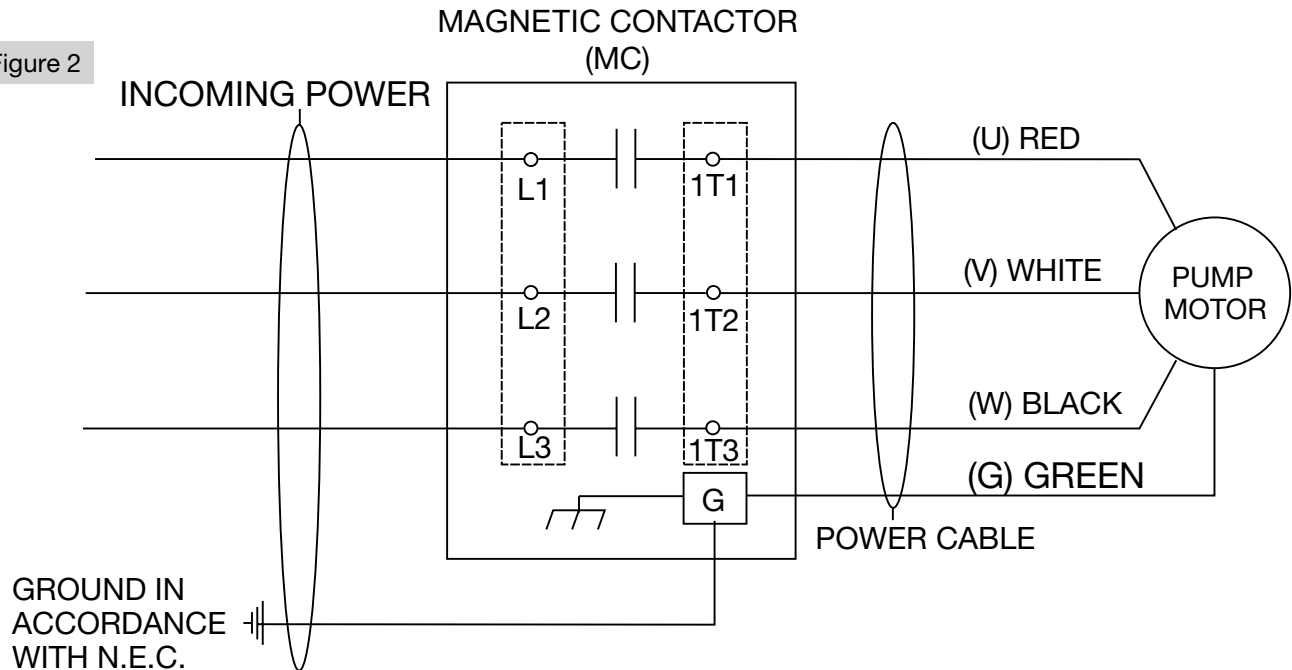 MAGNETIC CONTACTOR
(MC)
Figure 2
INCOMING POWER
(U) RED
L1
1T1
(V) WHITE
PUMP
MOTOR
L2
1T2
(W) BLACK
L3
1T3
(G) GREEN
G
POWER CABLE
GROUND IN
ACCORDANCE
WITH N.E.C.